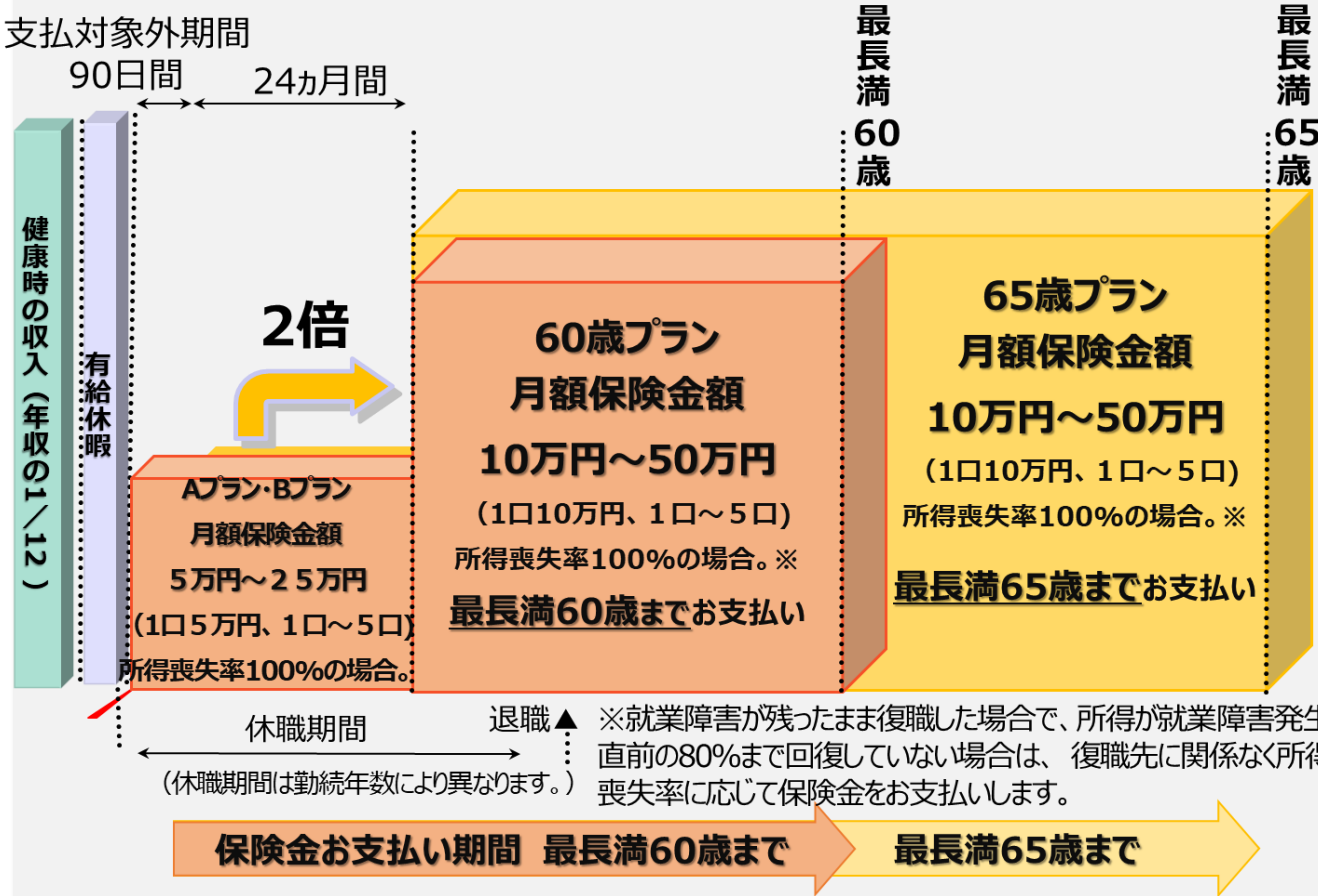 支払対象外期間
90日間
24ヵ月間
最長満60歳
最長満65歳
健康時の収入（年収の1／12）
有給休暇
2倍
Aプラン・Bプラン
月額保険金額
５万円～２５万円
(1口５万円、１口～５口)
所得喪失率100%の場合。
60歳プラン
月額保険金額
10万円～50万円
（1口10万円、１口～５口)
所得喪失率100%の場合。※
最長満60歳までお支払い
65歳プラン
月額保険金額
10万円～50万円
（1口10万円、１口～５口)
所得喪失率100%の場合。※
最長満65歳までお支払い
休職期間
（休職期間は勤続年数により異なります。）
退職▲
※就業障害が残ったまま復職した場合で、所得が就業障害発生
直前の80%まで回復していない場合は、復職先に関係なく所得
喪失率に応じて保険金をお支払いします。
保険金お支払い期間 最長満60歳まで
最長満65歳まで